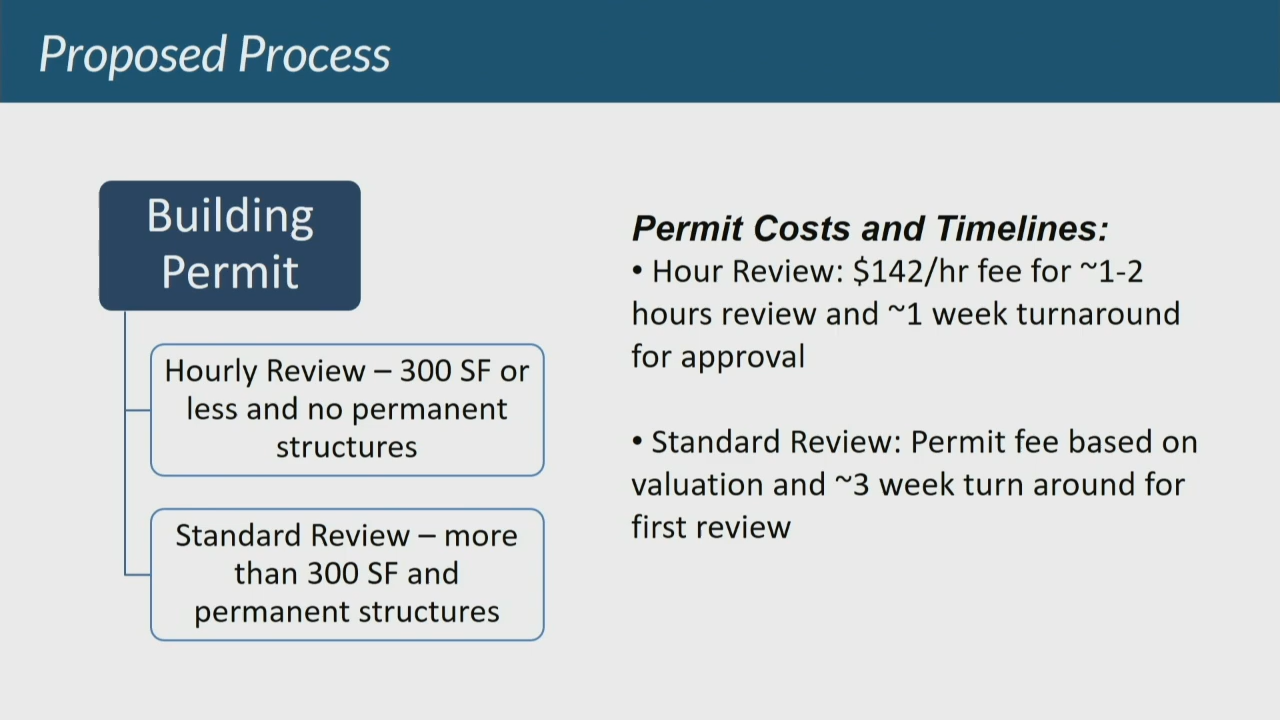 Proposed Process
Building
Permit
Hourly Review – 300 SF or
less and no permanent
structures
Standard Review – more
than 300 SF and
permanent structures
Permit Costs and Timelines:
• Hour Review: $142/hr fee for ~1-2
hours review and ~1 week turnaround
for approval
• Standard Review: Permit fee based on
valuation and ~3 week turn around for
first review